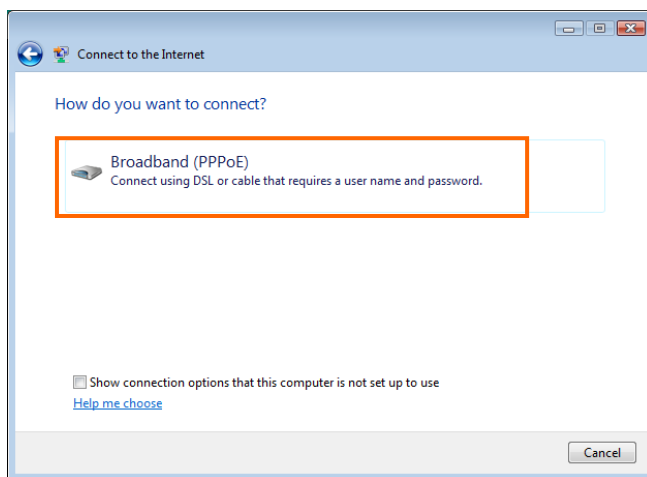 Connect to the Internet
How do you want to connect?
Broadband (PPPoE)
Connect using DSL or cable that requires a user name and password.
Show connection options that this computer is not set up to use
Help me choose
Cancel